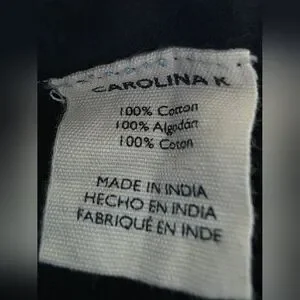 CAROLINA K
100% Cotton
100% Algodón
100% Coton
MADE IN INDIA
HECHO EN INDIA
FABRIQUÉ EN INDE